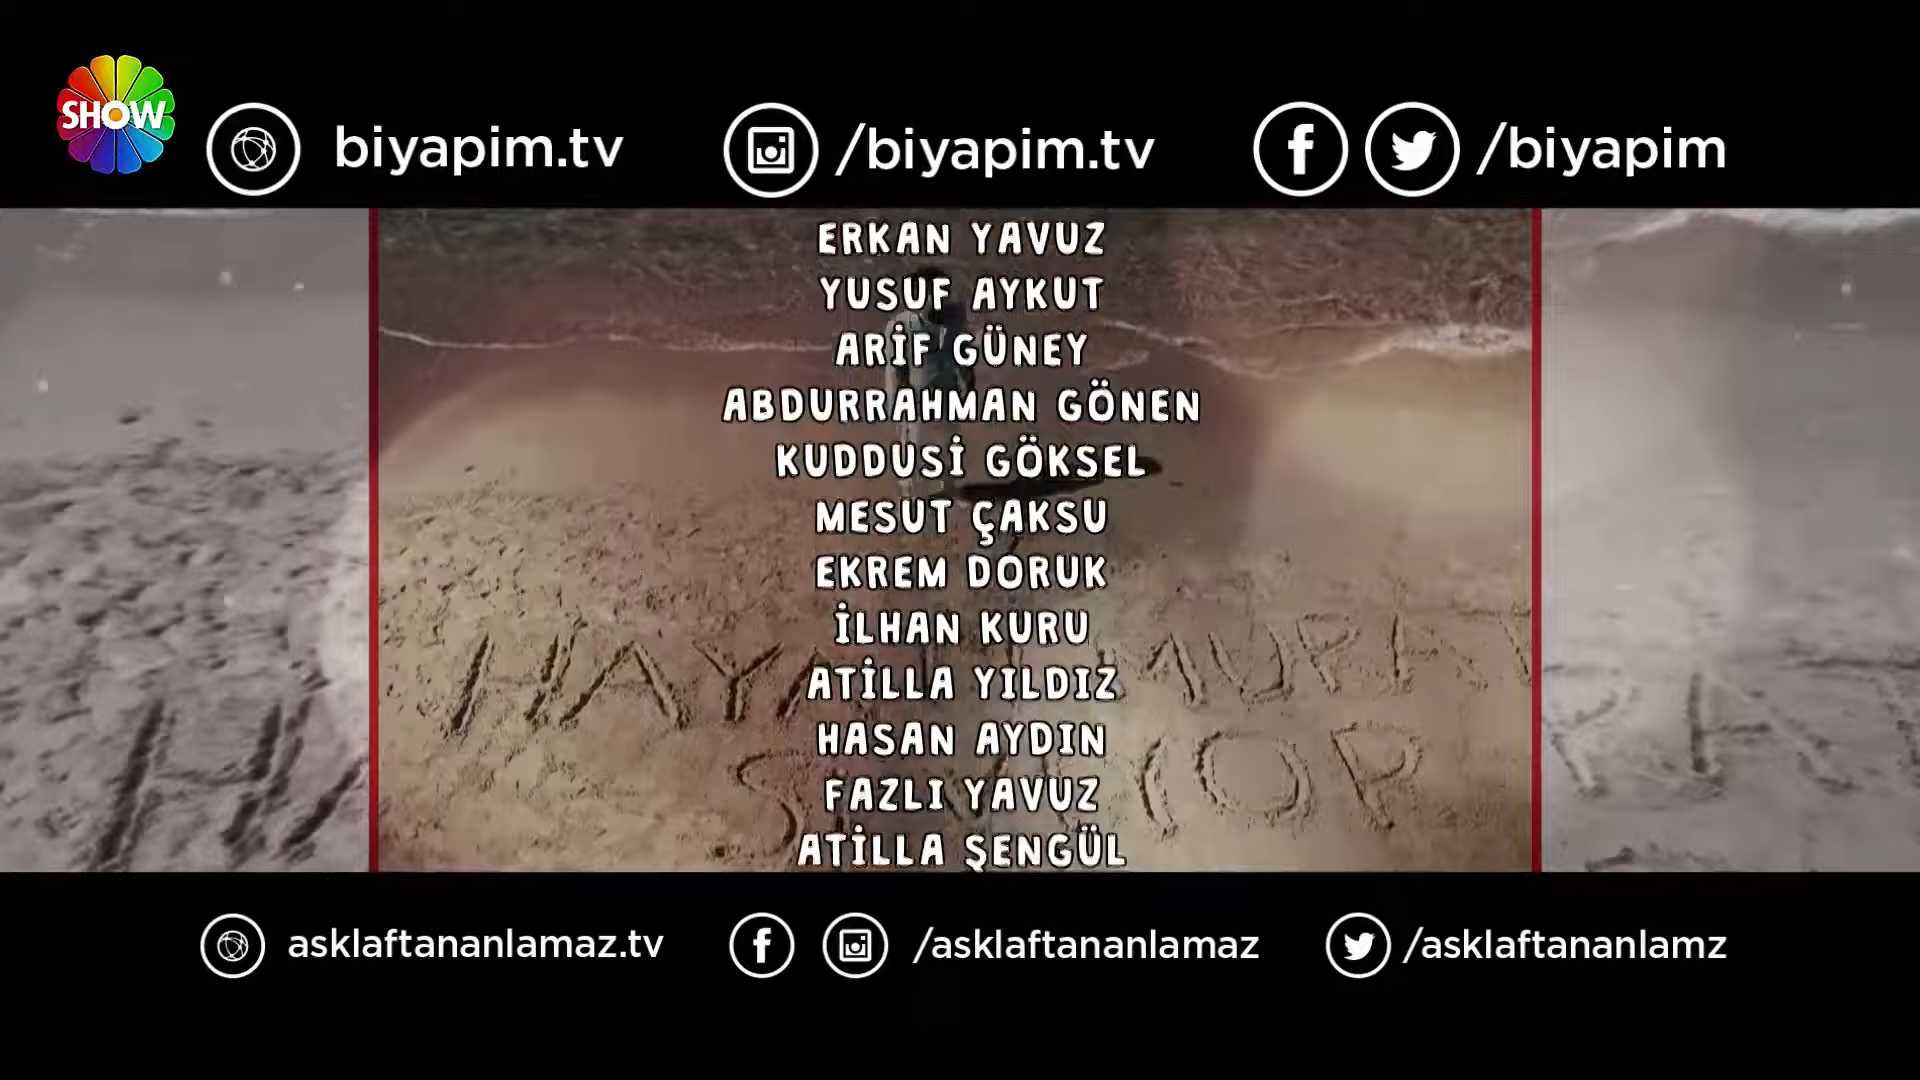 SHOW
biyapim.tv
/biyapim.tv
/biyapim
ERKAN YAVUZ
YUSUF AYKUT
ARİF GÜNEY
ABDURRAHMAN GÖNEN
KUDDUSİ GÖKSEL
MESUT ÇAKSU
EKREM DORUK
İLHAN KURU
ATİLLA YILDIZ
HASAN AYDIN
FAZLI YAVUZ
ATİLLA ŞENGÜL
MURAT
asklaftananlamaz.tv
/asklaftananlamaz
/asklaftananlamz